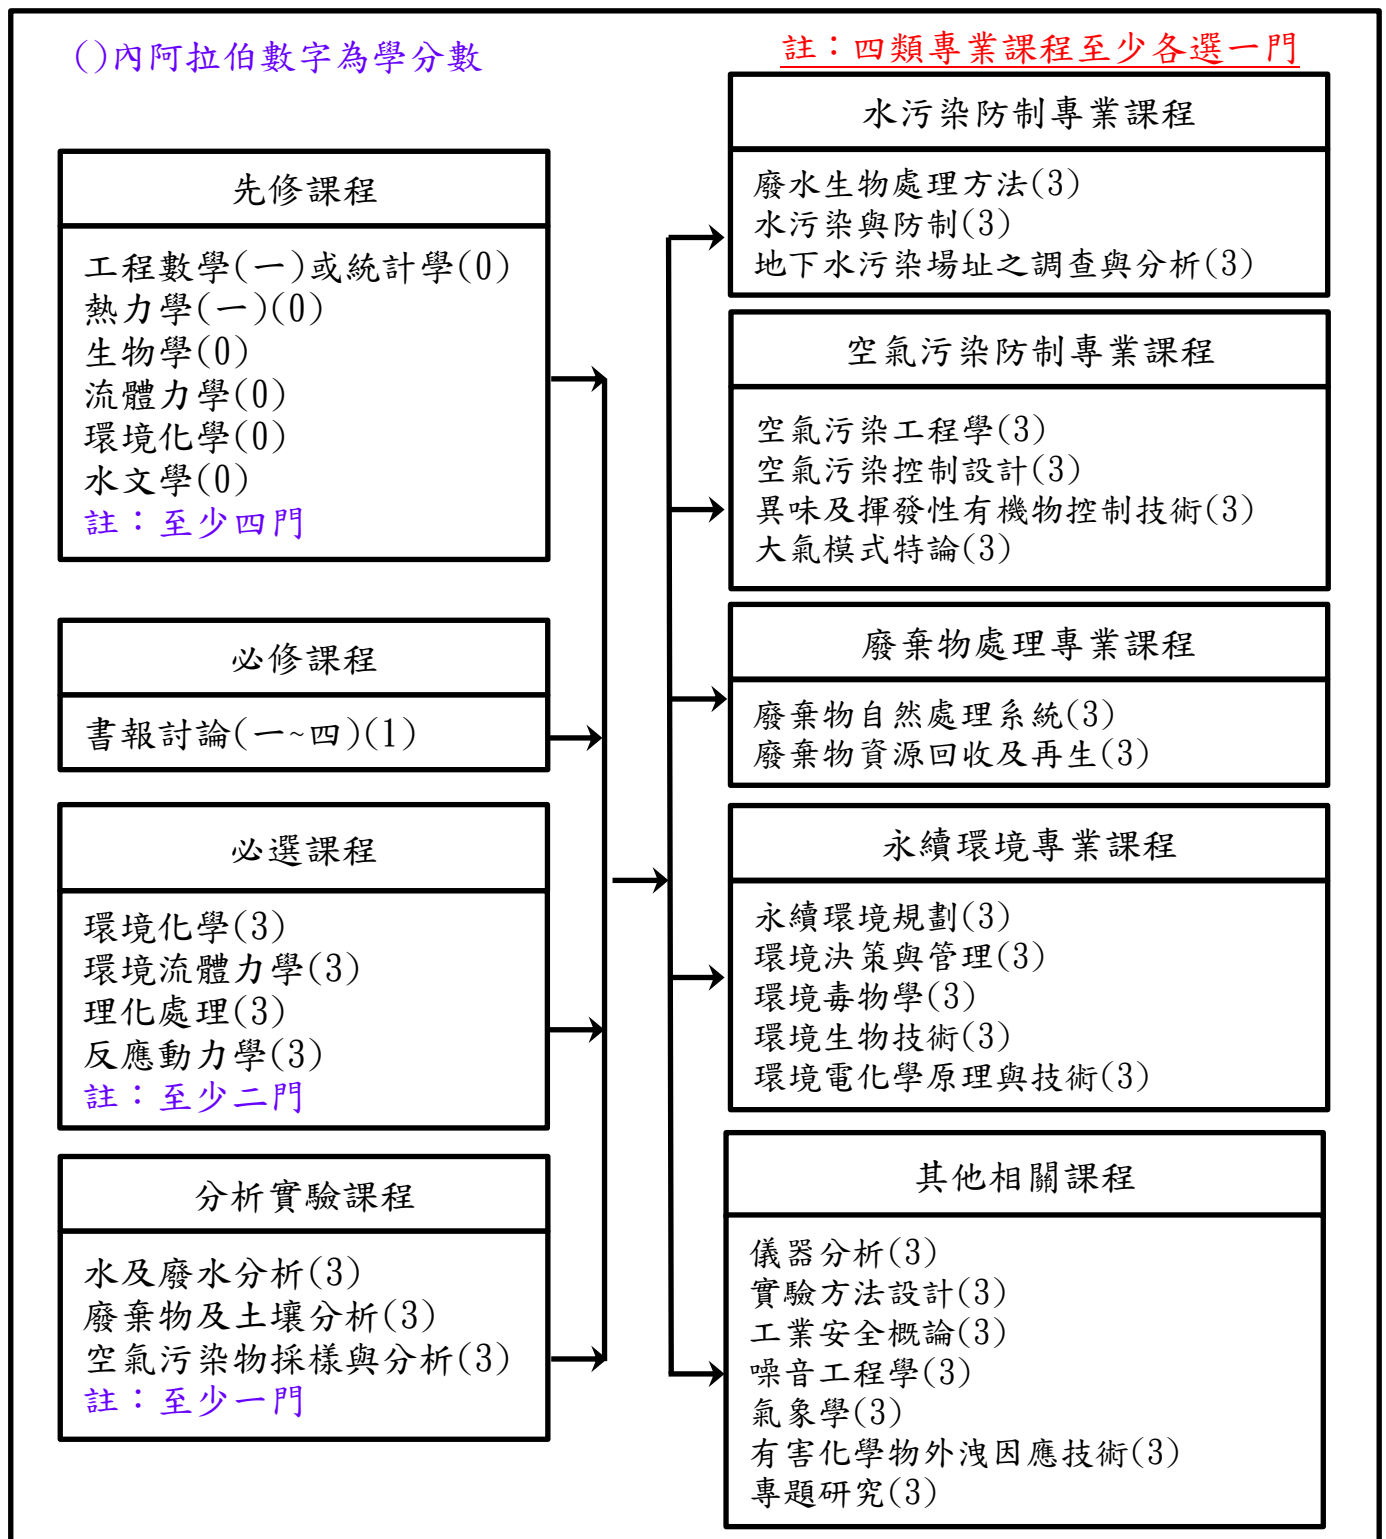 ()內阿拉伯數字為學分數
註：四類專業課程至少各選一門
先修課程
工程數學(一)或統計學(0)
熱力學(一)(0)
生物學(0)
流體力學(0)
環境化學(0)
水文學(0)
註：至少四門
必修課程
書報討論(一~四)(1)
必選課程
環境化學(3)
環境流體力學(3)
理化處理(3)
反應動力學(3)
註：至少二門
分析實驗課程
水及廢水分析(3)
廢棄物及土壤分析(3)
空氣污染物採樣與分析(3)
註：至少一門
水污染防制專業課程
廢水生物處理方法(3)
水污染與防制(3)
地下水污染場址之調查與分析(3)
空氣污染防制專業課程
空氣污染工程學(3)
空氣污染控制設計(3)
異味及揮發性有機物控制技術(3)
大氣模式特論(3)
廢棄物處理專業課程
廢棄物自然處理系統(3)
廢棄物資源回收及再生(3)
永續環境專業課程
永續環境規劃(3)
環境決策與管理(3)
環境毒物學(3)
環境生物技術(3)
環境電化學原理與技術(3)
其他相關課程
儀器分析(3)
實驗方法設計(3)
工業安全概論(3)
噪音工程學(3)
氣象學(3)
有害化學物外洩因應技術(3)
專題研究(3)